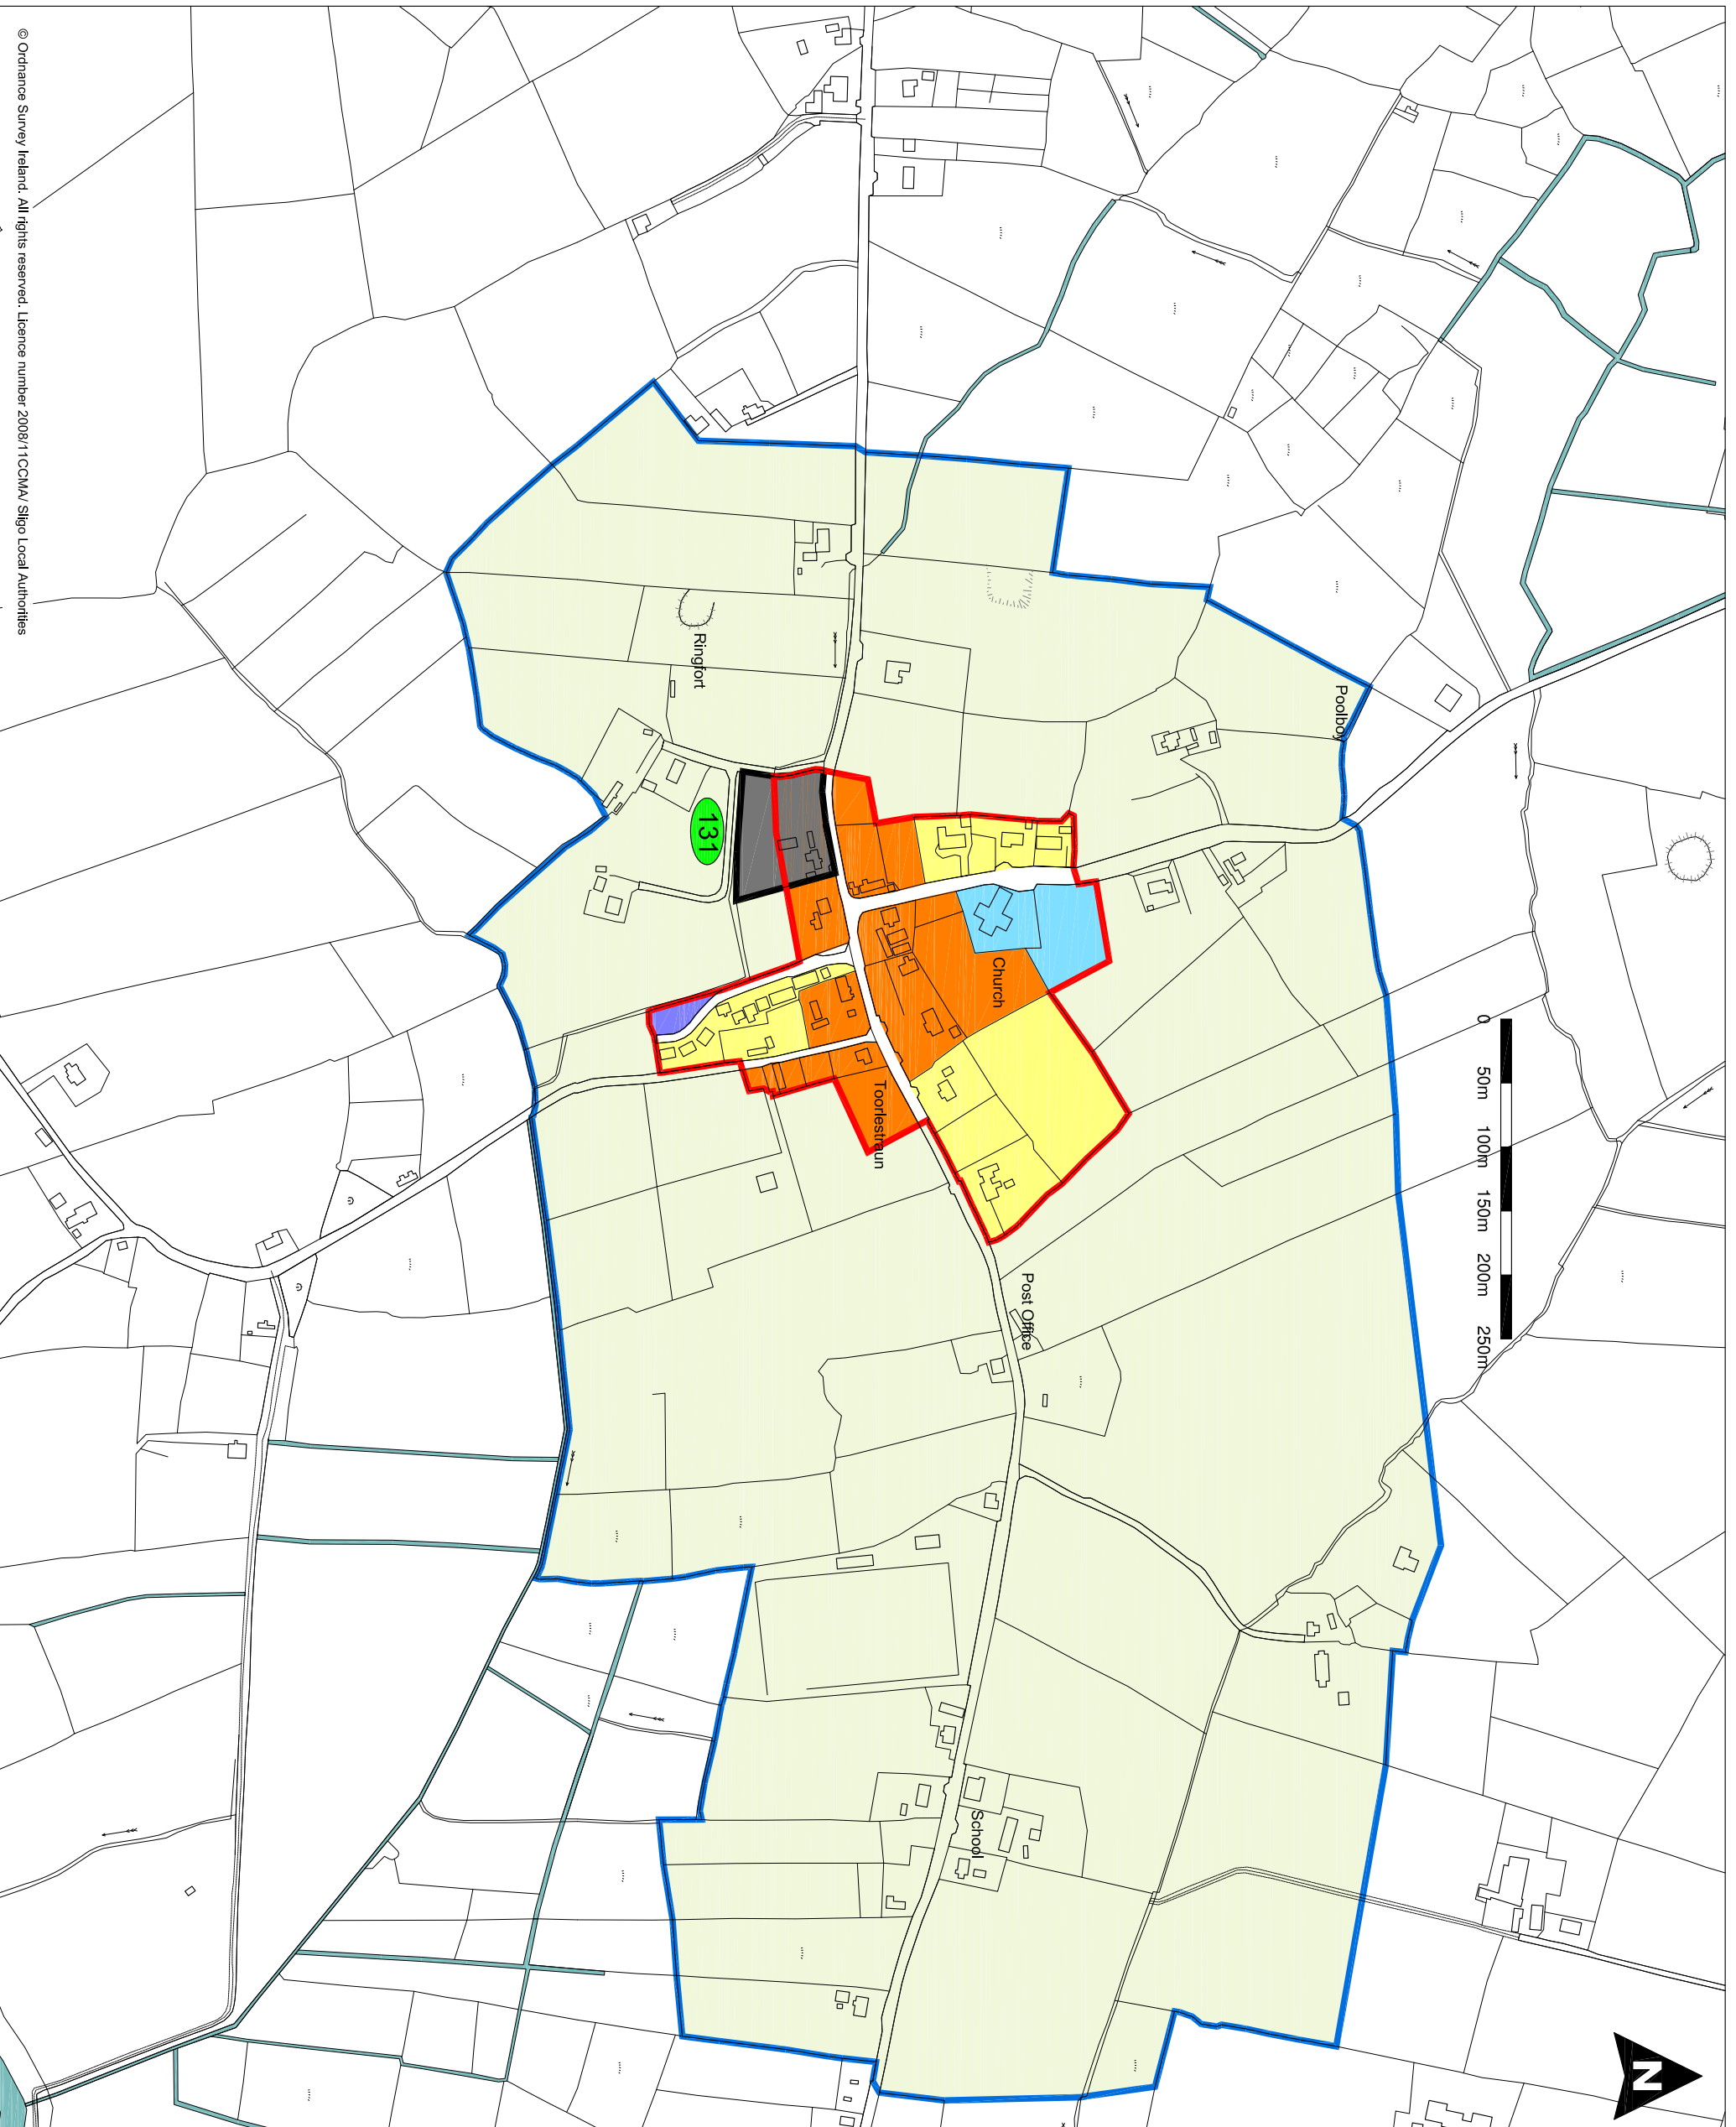 N
0 50m 100m 150m 200m 250m
Poolboy
Church
Post Office
School
Toorlestraun
Ringfort
131
© Ordnance Survey Ireland. All rights reserved. Licence number 2008/11CCMA/ Sligo Local Authorities